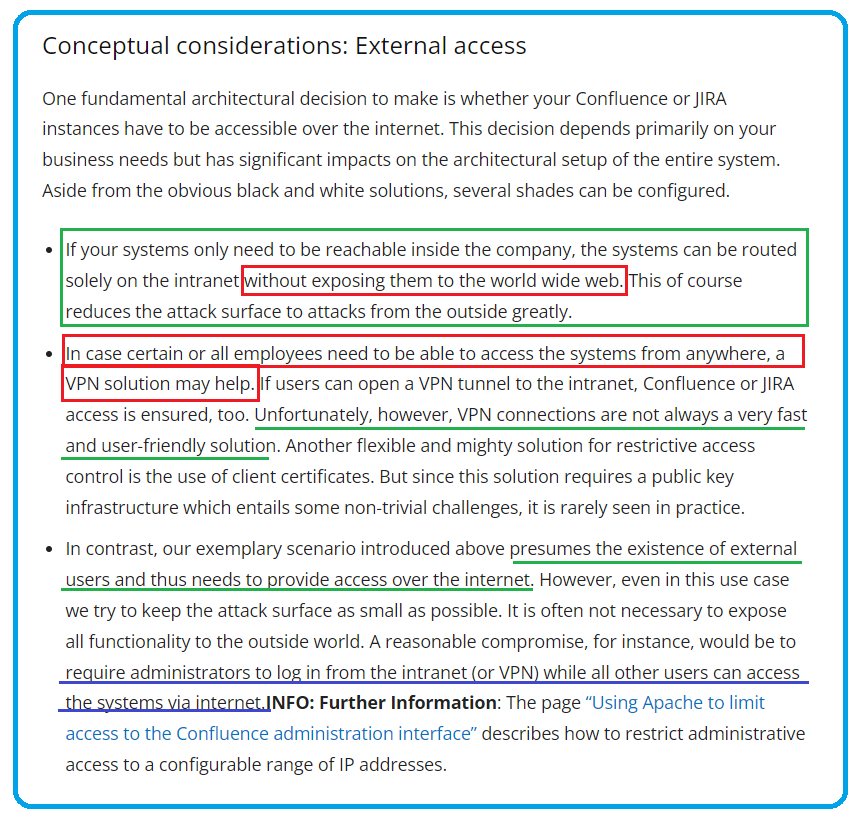 Conceptual considerations: External access
One fundamental architectural decision to make is whether your Confluence or JIRA
instances have to be accessible over the internet. This decision depends primarily on your
business needs but has significant impacts on the architectural setup of the entire system.
Aside from the obvious black and white solutions, several shades can be configured.
• If your systems only need to be reachable inside the company, the systems can be routed
solely on the intranet without exposing them to the world wide web. This of course
reduces the attack surface to attacks from the outside greatly.
• In case certain or all employees need to be able to access the systems from anywhere, a
VPN solution may help. If users can open a VPN tunnel to the intranet, Confluence or JIRA
access is ensured, too. Unfortunately, however, VPN connections are not always a very fast
and user-friendly solution. Another flexible and mighty solution for restrictive access
control is the use of client certificates. But since this solution requires a public key
infrastructure which entails some non-trivial challenges, it is rarely seen in practice.
• In contrast, our exemplary scenario introduced above presumes the existence of external
users and thus needs to provide access over the internet. However, even in this use case
we try to keep the attack surface as small as possible. It is often not necessary to expose
all functionality to the outside world. A reasonable compromise, for instance, would be to
require administrators to log in from the intranet (or VPN) while all other users can access
the systems via internet.INFO: Further Information: The page “Using Apache to limit
access to the Confluence administration interface” describes how to restrict administrative
access to a configurable range of IP addresses.